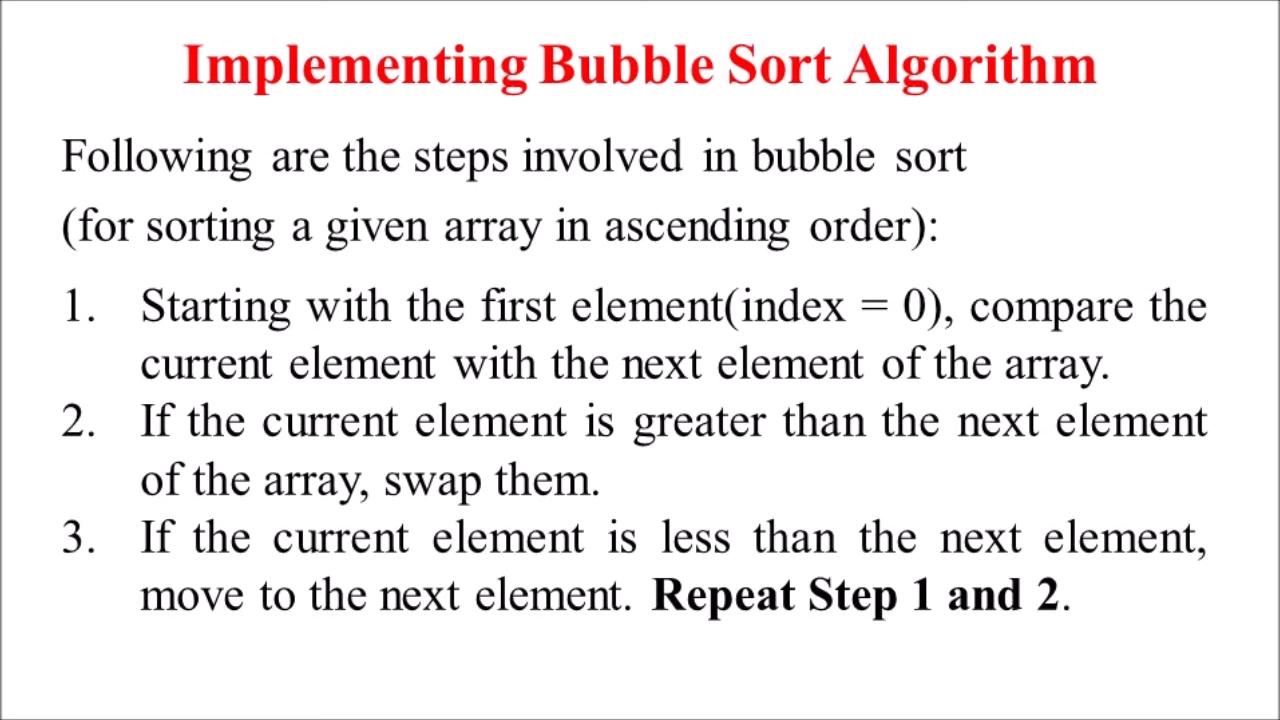 Implementing Bubble Sort Algorithm
Following are the steps involved in bubble sort
(for sorting a given array in ascending order):
1. Starting with the first element(index = 0), compare the
current element with the next element of the array.
2. If the current element is greater than the next element
of the array, swap them.
3. If the current element is less than the next element,
move to the next element. Repeat Step 1 and 2.